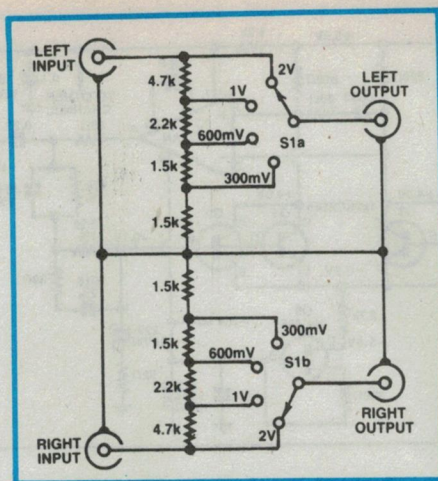 LEFT
INPUT
4.7k
2V
1V
LEFT
OUTPUT
2.2k
600mV
S1a
1.5k
300mV
1.5k
1.5k
300mV
1.5k
600mV
S1b
2.2k
1V
4.7k
2V
RIGHT
INPUT
RIGHT
OUTPUT